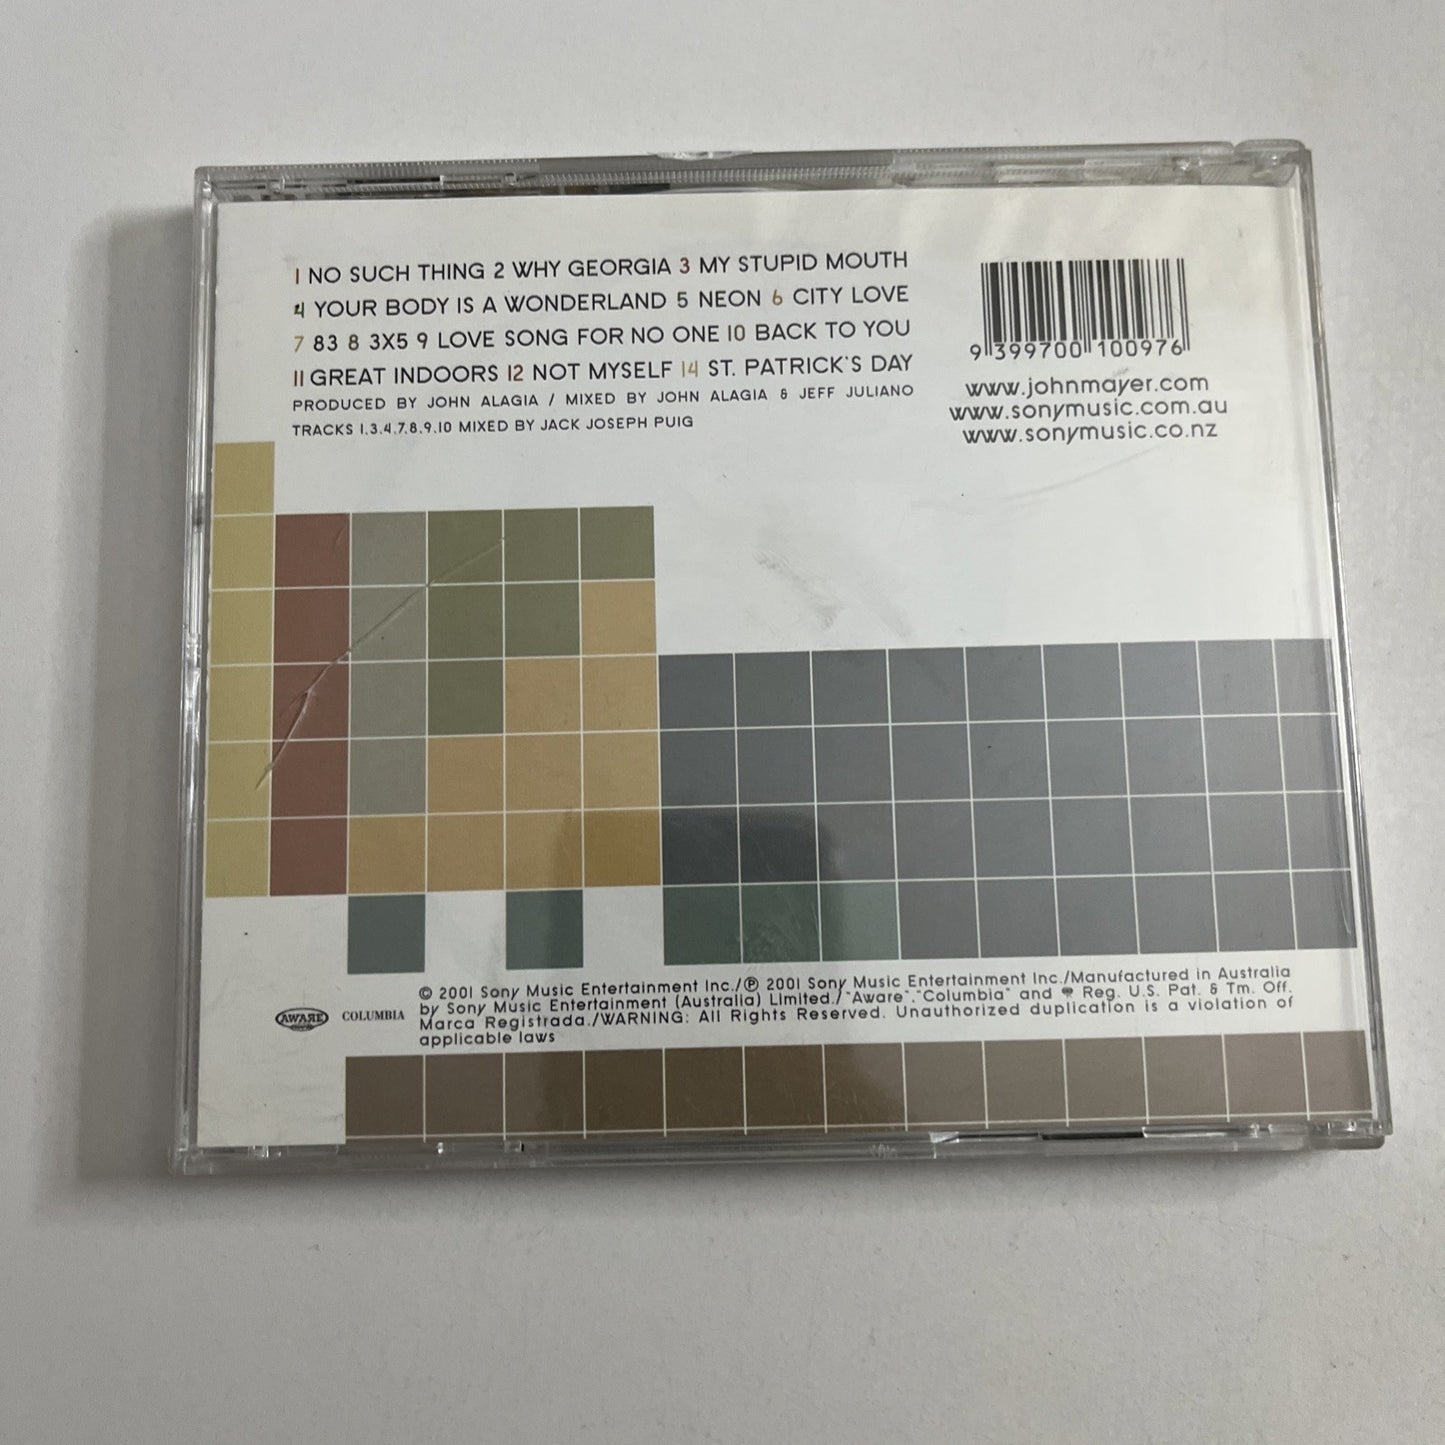 1 NO SUCH THING 2 WHY GEORGIA 3 MY STUPID MOUTH
4 YOUR BODY IS A WONDERLAND 5 NEON 6 CITY LOVE
7 83 8 3X5 9 LOVE SONG FOR NO ONE 10 BACK TO YOU
11 GREAT INDOORS 12 NOT MYSELF 14 ST. PATRICK'S DAY
PRODUCED BY JOHN ALAGIA / MIXED BY JOHN ALAGIA & JEFF JULIANO
TRACKS 1,3,4,7,8,9,10 MIXED BY JACK JOSEPH PUIG
9 399700 100976
www.johnmayer.com
www.sonymusic.com.au
www.sonymusic.co.nz
AWARE
COLUMBIA
© 2001 Sony Music Entertainment Inc./℗ 2001 Sony Music Entertainment Inc./Manufactured in Australia
by Sony Music Entertainment (Australia) Limited./"Aware","Columbia" and Reg. U.S. Pat. & Tm. Off.
Marca Registrada./WARNING: All Rights Reserved. Unauthorized duplication is a violation of
applicable laws